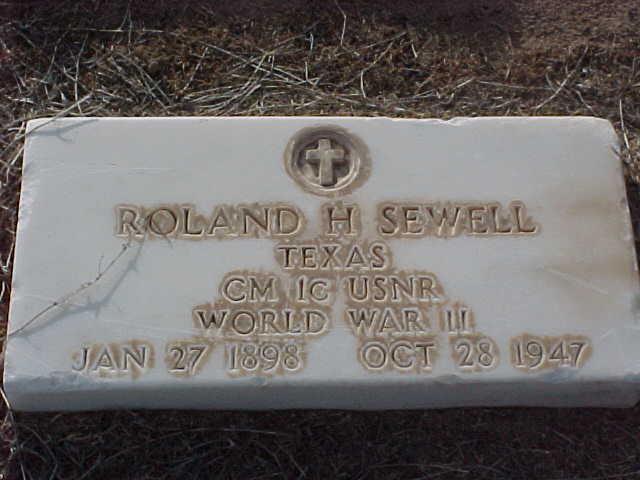 ROLAND H SEWELL
TEXAS
CM 1C USNR
WORLD WAR II
JAN 27 1898 OCT 28 1947